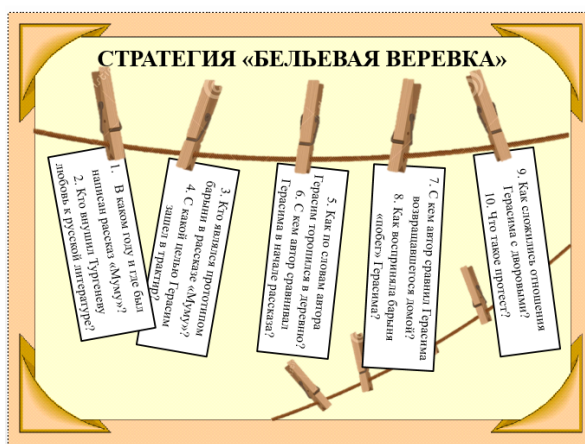 СТРАТЕГИЯ «БЕЛЬЕВАЯ ВЕРЕВКА»
1. В каком году и где был
написан рассказ «Муму»?
2. Кто внушил Тургеневу
любовь к русской литературе?
3. Кто являлся прототипом
барыни в рассказе «Муму»?
4. С какой целью Герасим
зашел в трактир?
5. Как по словам автора
Герасим торопился в деревню?
6. С кем автор сравнивал
Герасима в начале рассказа?
7. С кем автор сравнил Герасима
возвращавшегося домой?
8. Как восприняла барыня
«побег» Герасима?
9. Как сложились отношения
Герасима с дворовыми?
10. Что такое протест?